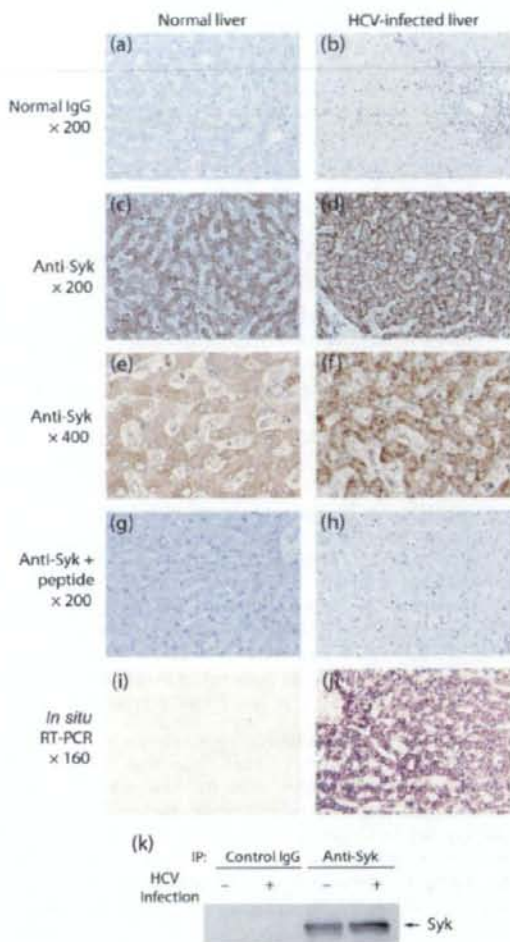 Normal liver HCV-infected liver
(a) (b)
Normal IgG
× 200
(c) (d)
Anti-Syk
× 200
(e) (f)
Anti-Syk
× 400
(g) (h)
Anti-Syk +
peptide
× 200
(i) (j)
In situ
RT-PCR
× 160
(k)
IP: Control IgG Anti-Syk
HCV
infection - + - +
← Syk